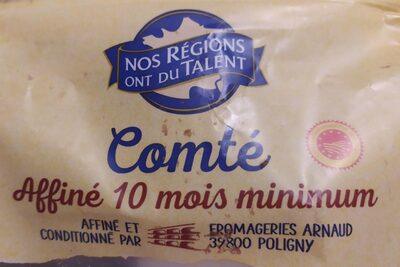 NOS RÉGIONS
ONT DU TALENT
Comté
Affiné 10 mois minimum
AFFINÉ ET
CONDITIONNÉ PAR
FROMAGERIES ARNAUD
39800 POLIGNY